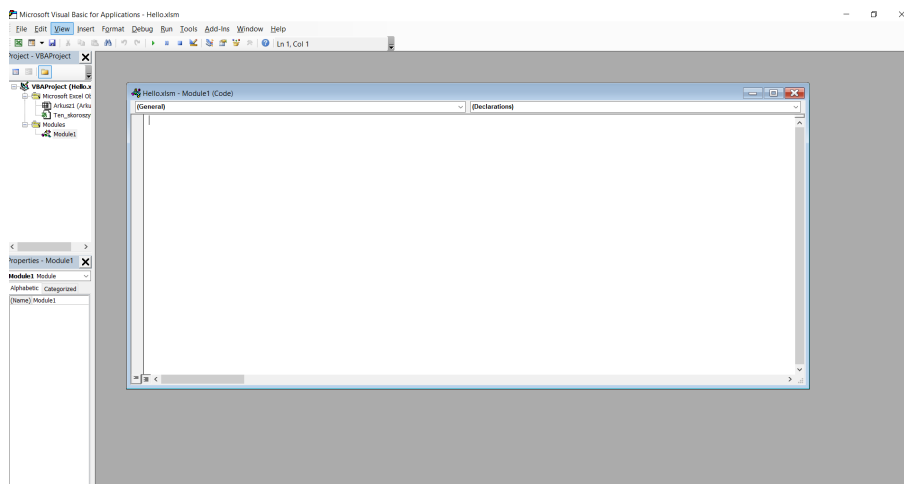 Microsoft Visual Basic for Applications - Hello.xlsm
File Edit View Insert Format Debug Run Tools Add-Ins Window Help
Ln 1, Col 1
Project - VBAProject
VBAProject (Hello.x
Microsoft Excel Ob
Arkusz1 (Arku
Ten_skoroszy
Modules
Module1
Hello.xlsm - Module1 (Code)
(General) (Declarations)
Properties - Module1
Module1 Module
Alphabetic Categorized
(Name) Module1